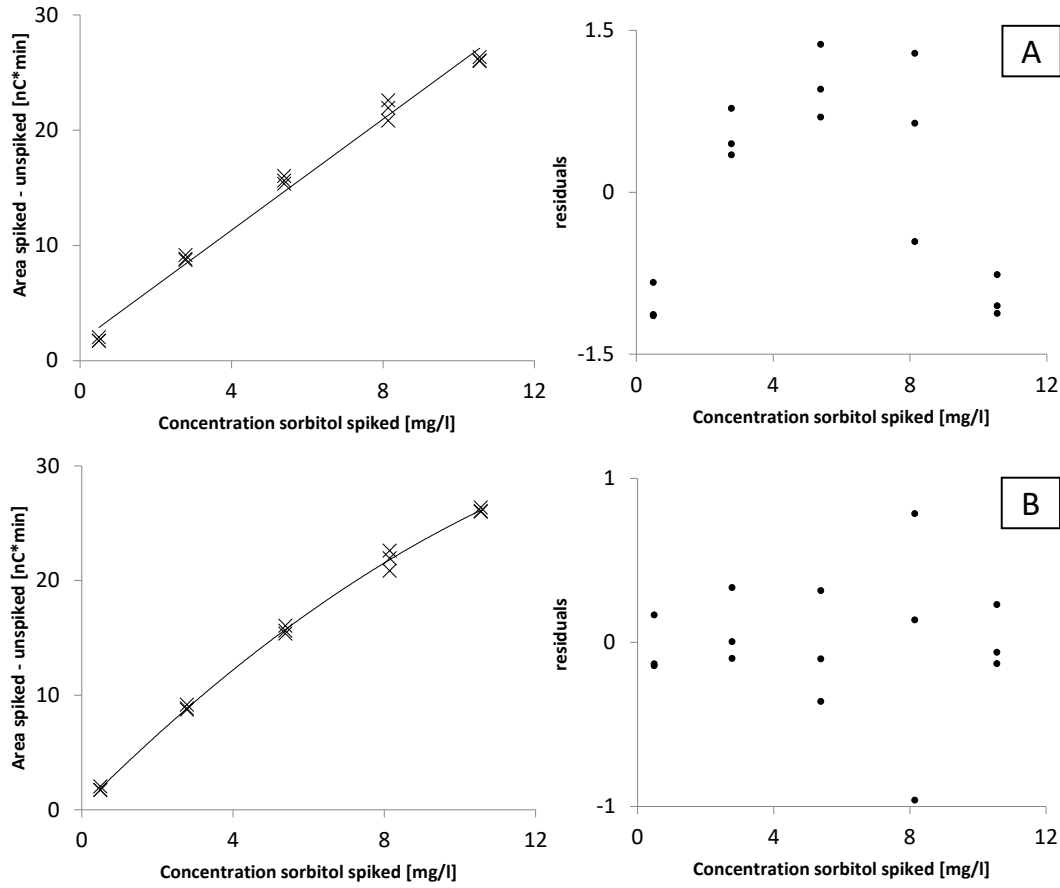 30
20
10
0
0 4 8 12
Area spiked - unspiked [nC*min]
Concentration sorbitol spiked [mg/l]
A
1.5
0
-1.5
0 4 8 12
residuals
Concentration sorbitol spiked [mg/l]
30
20
10
0
0 4 8 12
Area spiked - unspiked [nC*min]
Concentration sorbitol spiked [mg/l]
B
1
0
-1
0 4 8 12
residuals
Concentration sorbitol spiked [mg/l]